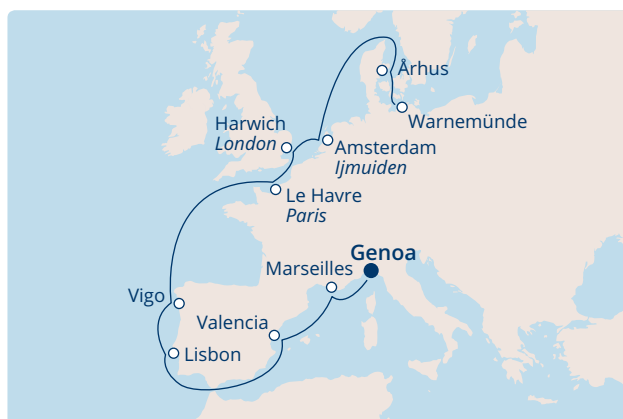 Århus
Warnemünde
Harwich
London
Amsterdam
Ijmuiden
Le Havre
Paris
Genoa
Marseilles
Vigo
Valencia
Lisbon